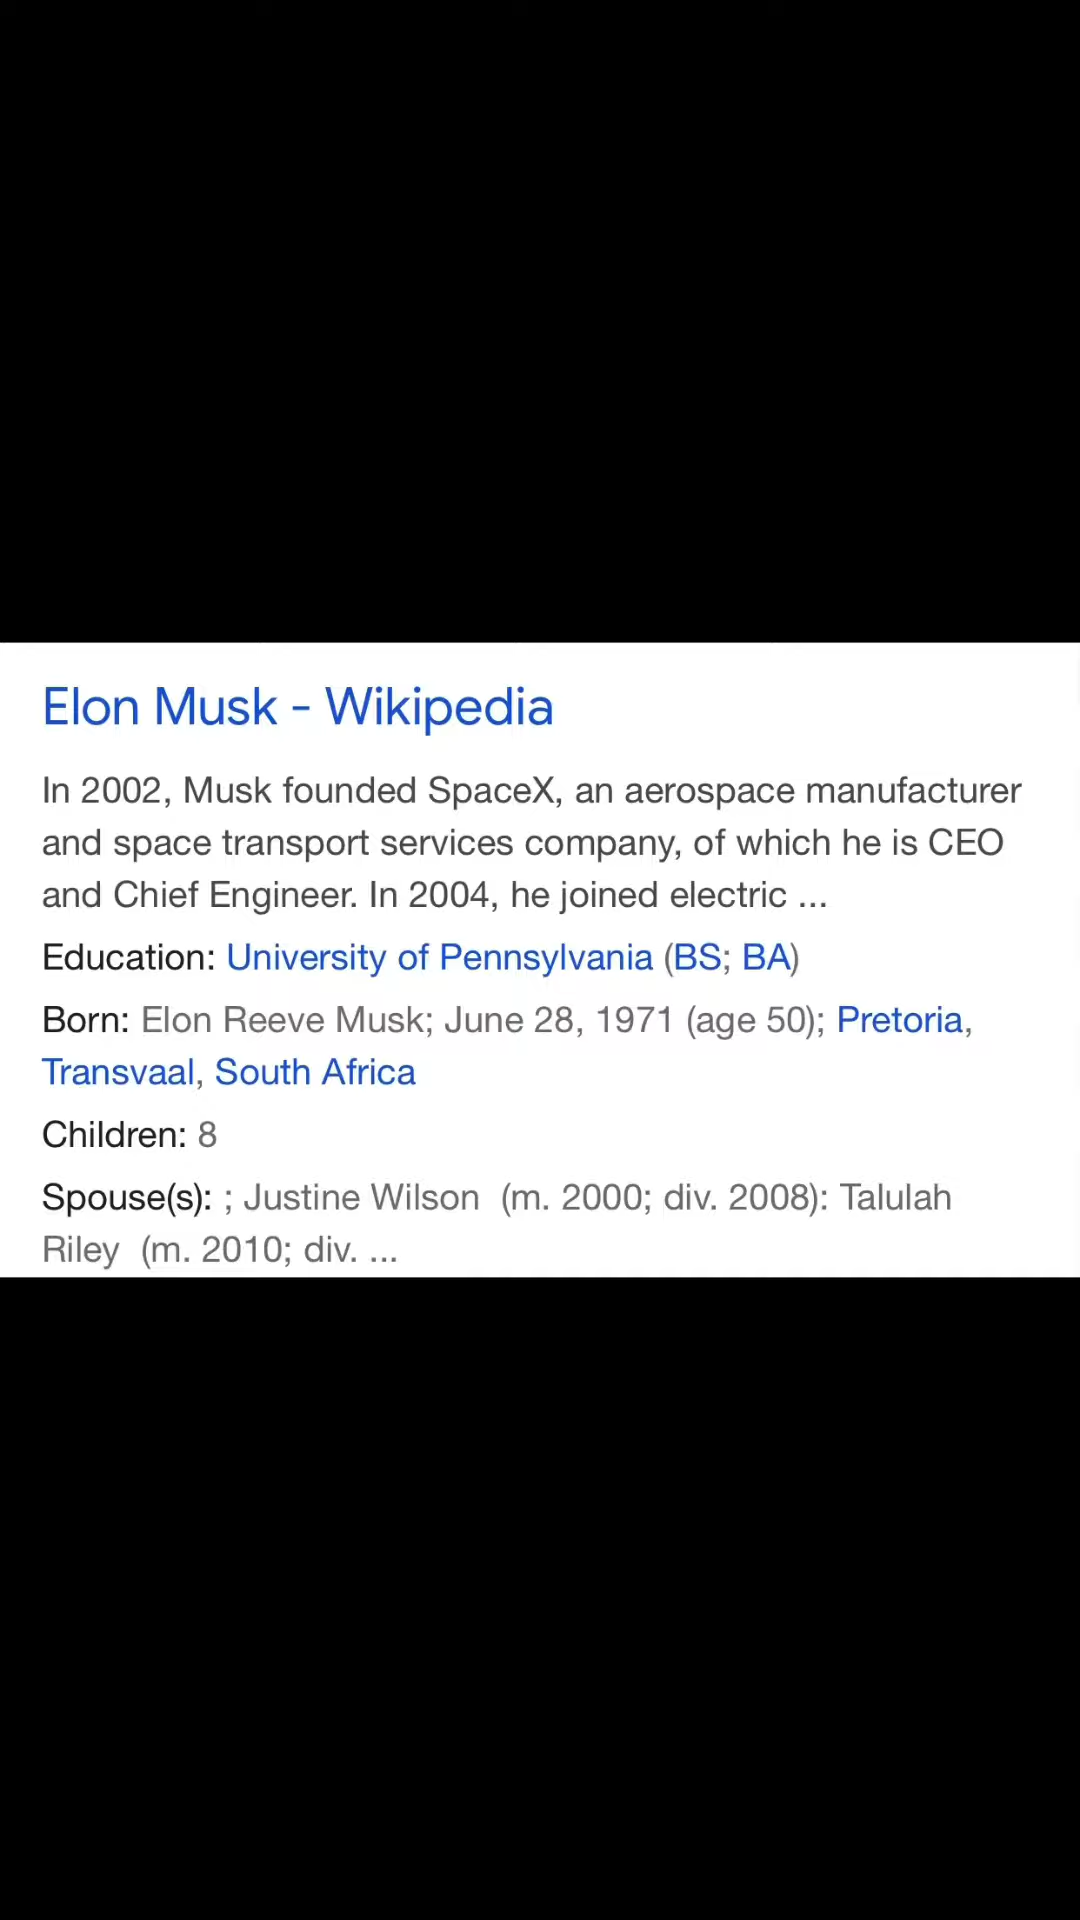 Elon Musk - Wikipedia
In 2002, Musk founded SpaceX, an aerospace manufacturer
and space transport services company, of which he is CEO
and Chief Engineer. In 2004, he joined electric ...
Education: University of Pennsylvania (BS; BA)
Born: Elon Reeve Musk; June 28, 1971 (age 50); Pretoria,
Transvaal, South Africa
Children: 8
Spouse(s): ; Justine Wilson (m. 2000; div. 2008): Talulah
Riley (m. 2010; div. ...